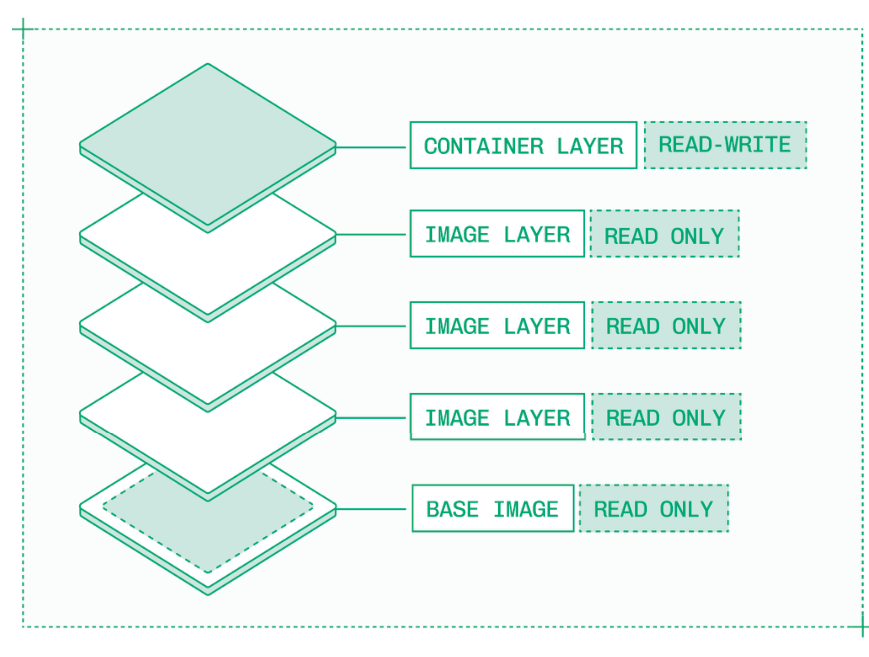 CONTAINER LAYER READ-WRITE
IMAGE LAYER READ ONLY
IMAGE LAYER READ ONLY
IMAGE LAYER READ ONLY
BASE IMAGE READ ONLY